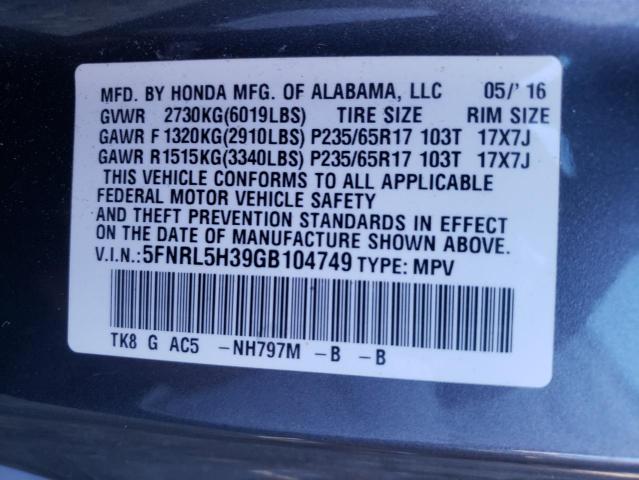 MFD. BY HONDA MFG. OF ALABAMA, LLC 05/' 16
GVWR 2730KG(6019LBS) TIRE SIZE RIM SIZE
GAWR F 1320KG(2910LBS) P235/65R17 103T 17X7J
GAWR R1515KG(3340LBS) P235/65R17 103T 17X7J
THIS VEHICLE CONFORMS TO ALL APPLICABLE
FEDERAL MOTOR VEHICLE SAFETY
AND THEFT PREVENTION STANDARDS IN EFFECT
ON THE DATE OF MANUFACTURE SHOWN ABOVE.
V.I.N.:5FNRL5H39GB104749 TYPE: MPV
TK8 G AC5 -NH797M -B -B